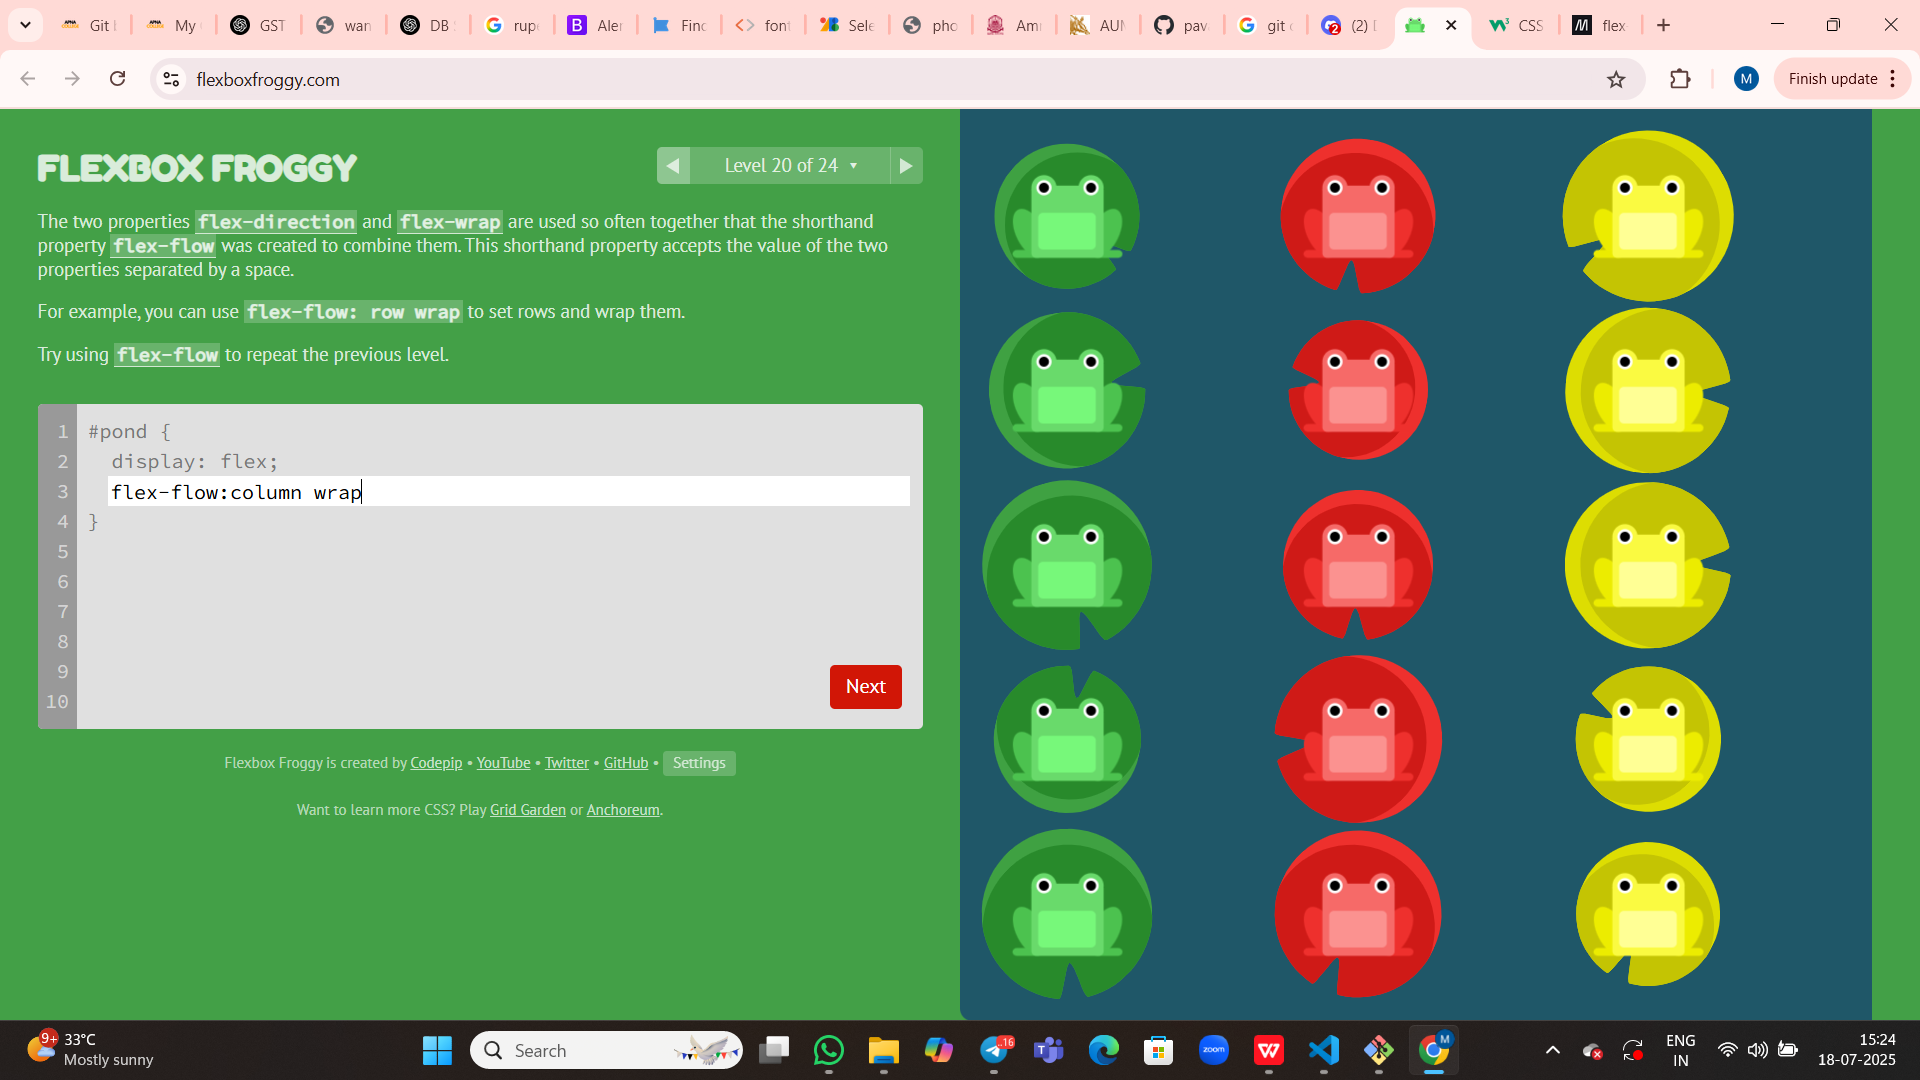 Git b
My
GST
wan
DB
rup
Aler
Finc
font
Sele
pho
Am
AUM
pav
git
(2)
CSS
flex
flexboxfroggy.com
M
Finish update
FLEXBOX FROGGY
Level 20 of 24
The two properties flex-direction and flex-wrap are used so often together that the shorthand
property flex-flow was created to combine them. This shorthand property accepts the value of the two
properties separated by a space.
For example, you can use flex-flow: row wrap to set rows and wrap them.
Try using flex-flow to repeat the previous level.
1 #pond {
2 display: flex;
3 flex-flow:column wrap
4 }
5
6
7
8
9
10
Next
Flexbox Froggy is created by Codepip • YouTube • Twitter • GitHub • Settings
Want to learn more CSS? Play Grid Garden or Anchoreum.
9+
33°C
Mostly sunny
Search
zoom
ENG
IN
15:24
18-07-2025